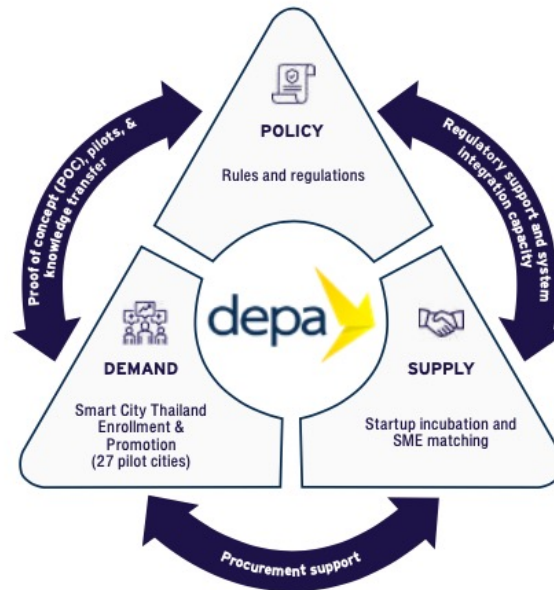 POLICY
Rules and regulations
Proof of concept (POC), pilots, &
knowledge transfer
Regulatory support and system
integration capacity
depa
DEMAND
Smart City Thailand
Enrollment &
Promotion
(27 pilot cities)
SUPPLY
Startup incubation and
SME matching
Procurement support